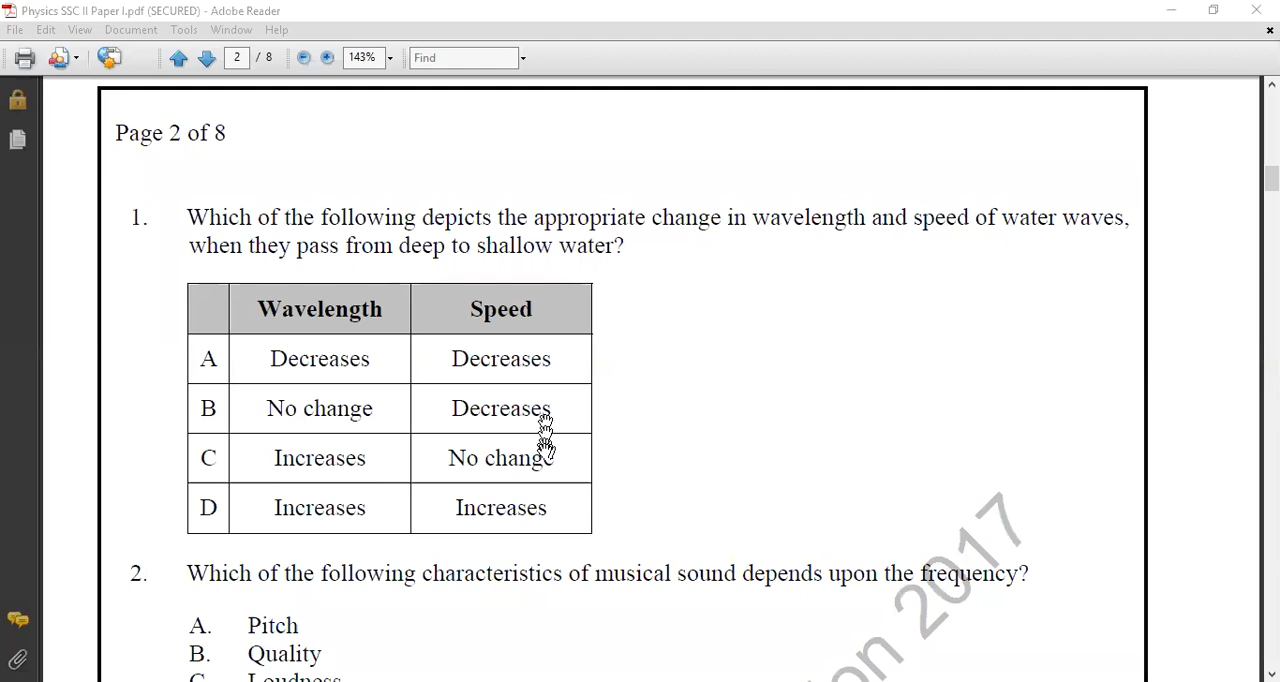 Physics SSC II Paper I.pdf (SECURED) - Adobe Reader
File Edit View Document Tools Window Help
2 / 8 143% Find
Page 2 of 8
1. Which of the following depicts the appropriate change in wavelength and speed of water waves,
when they pass from deep to shallow water?
Wavelength Speed
A Decreases Decreases
B No change Decreases
C Increases No change
D Increases Increases
2. Which of the following characteristics of musical sound depends upon the frequency?
A. Pitch
B. Quality
C. Loudness
2017